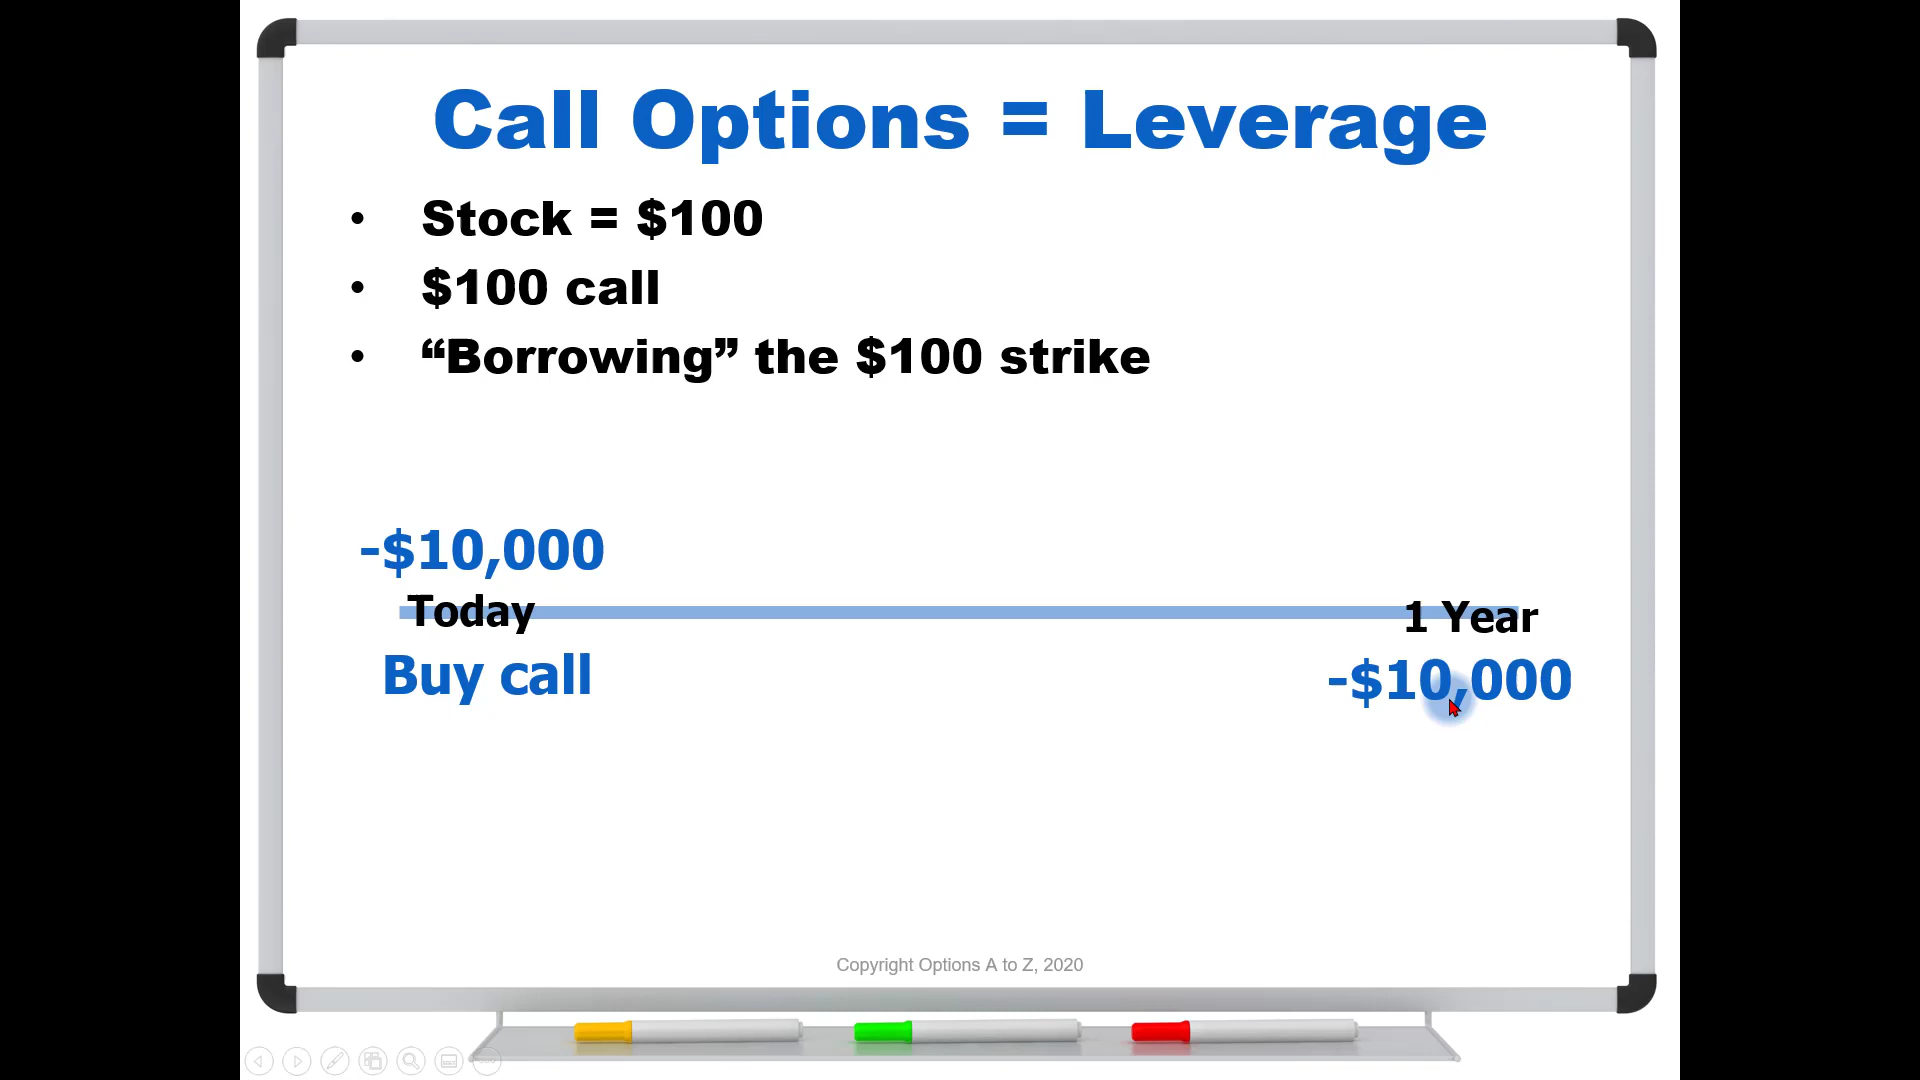 Call Options = Leverage
• Stock = $100
• $100 call
• “Borrowing” the $100 strike
-$10,000
Today
1 Year
Buy call
-$10,000
Copyright Options A to Z, 2020